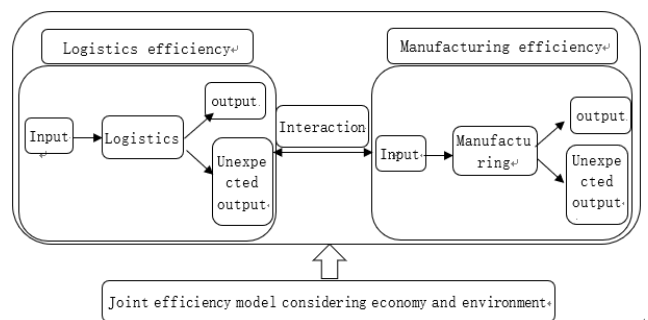 Logistics efficiency
Manufacturing efficiency
output.
Input
Logistics
Unexpe
cted
output
Interaction
Input
Manufactu
ring
output.
Unexpe
cted
output
Joint efficiency model considering economy and environment